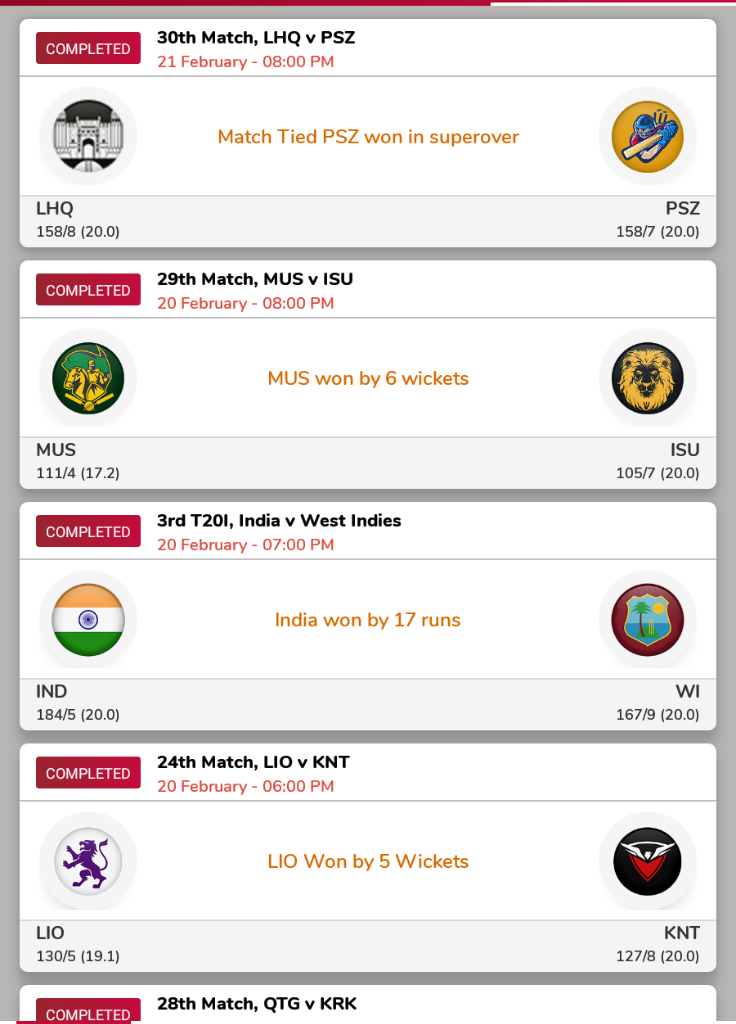 COMPLETED
30th Match, LHQ v PSZ
21 February - 08:00 PM
Match Tied PSZ won in superover
LHQ
PSZ
158/8 (20.0)
158/7 (20.0)
COMPLETED
29th Match, MUS v ISU
20 February - 08:00 PM
MUS won by 6 wickets
MUS
ISU
111/4 (17.2)
105/7 (20.0)
COMPLETED
3rd T20I, India v West Indies
20 February - 07:00 PM
India won by 17 runs
IND
WI
184/5 (20.0)
167/9 (20.0)
COMPLETED
24th Match, LIO v KNT
20 February - 06:00 PM
LIO Won by 5 Wickets
LIO
KNT
130/5 (19.1)
127/8 (20.0)
COMPLETED
28th Match, QTG v KRK